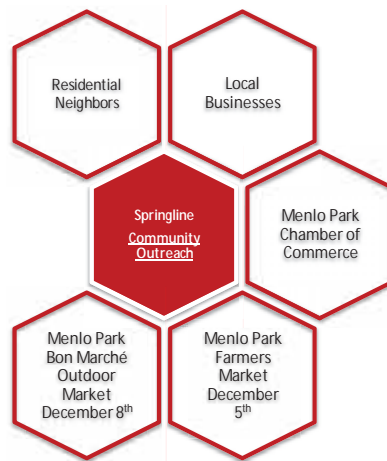 Residential
Neighbors
Local
Businesses
Springline
Community
Outreach
Menlo Park
Chamber of
Commerce
Menlo Park
Bon Marché
Outdoor
Market
December 8th
Menlo Park
Farmers
Market
December
5th